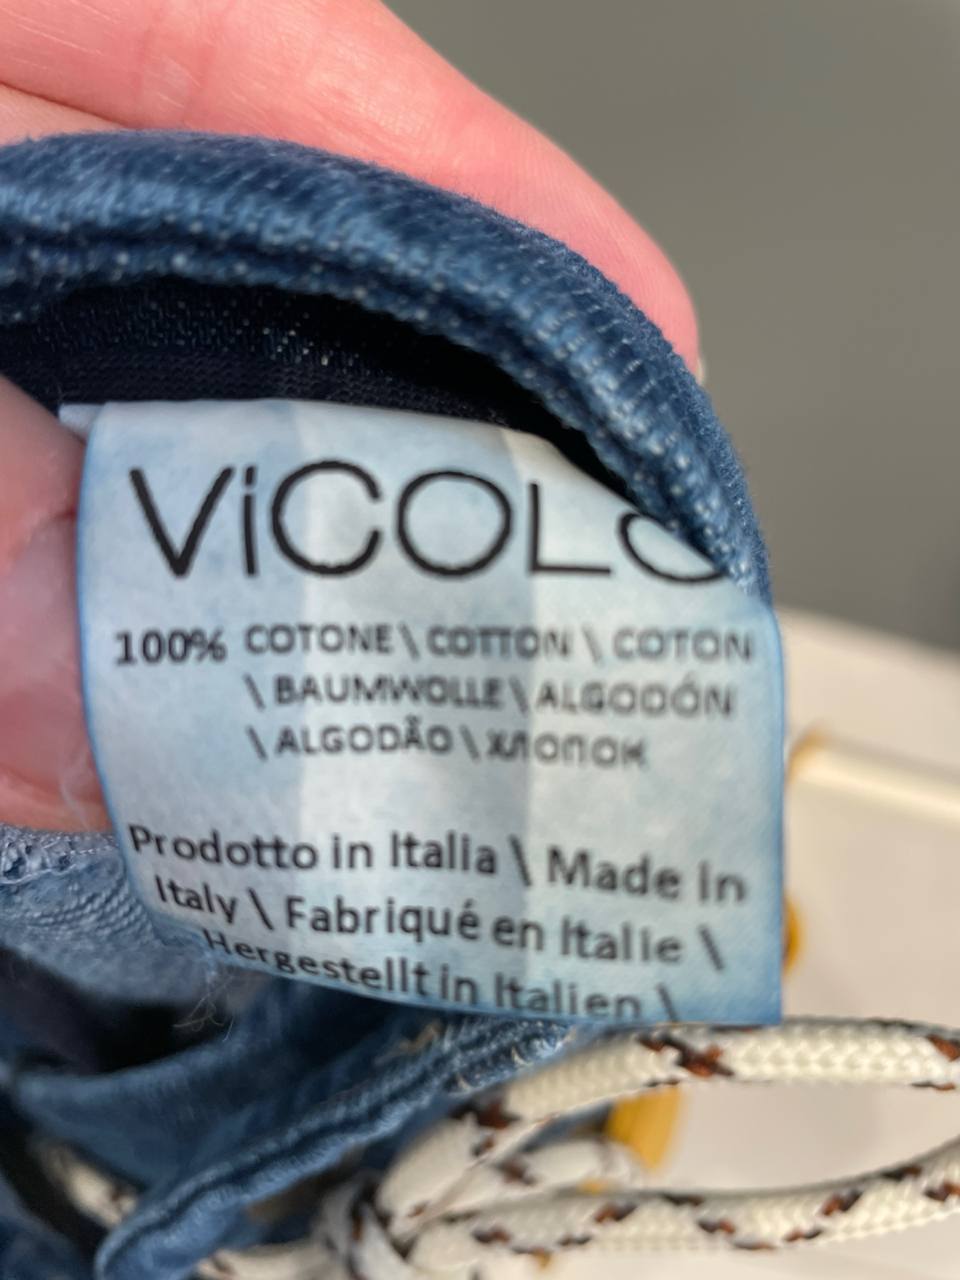 ViCOLO
100% COTONE \ COTTON \ COTON
\ BAUMWOLLE \ ALGODÓN
\ ALGODÃO \ ХЛОПОК
Prodotto in Italia \ Made in
Italy \ Fabriqué en Italie \
Hergestellt in Italien \